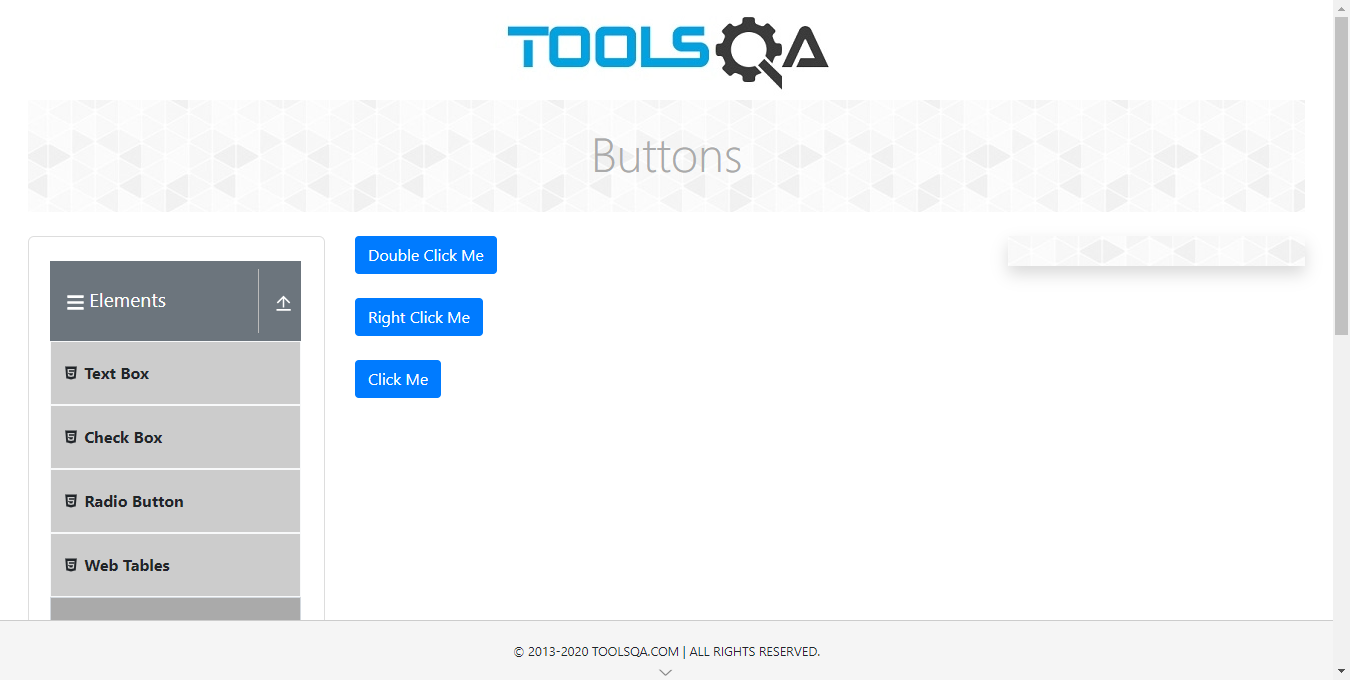 TOOLSQA
Buttons
Elements
Text Box
Check Box
Radio Button
Web Tables
Double Click Me
Right Click Me
Click Me
© 2013-2020 TOOLSQA.COM | ALL RIGHTS RESERVED.